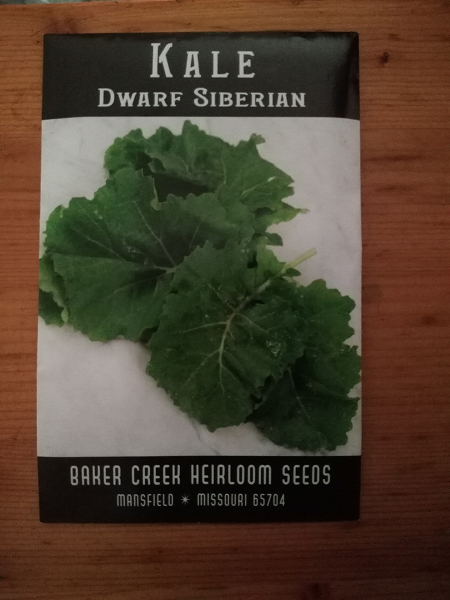 KALE
DWARF SIBERIAN
BAKER CREEK HEIRLOOM SEEDS
MANSFIELD ✶ MISSOURI 65704